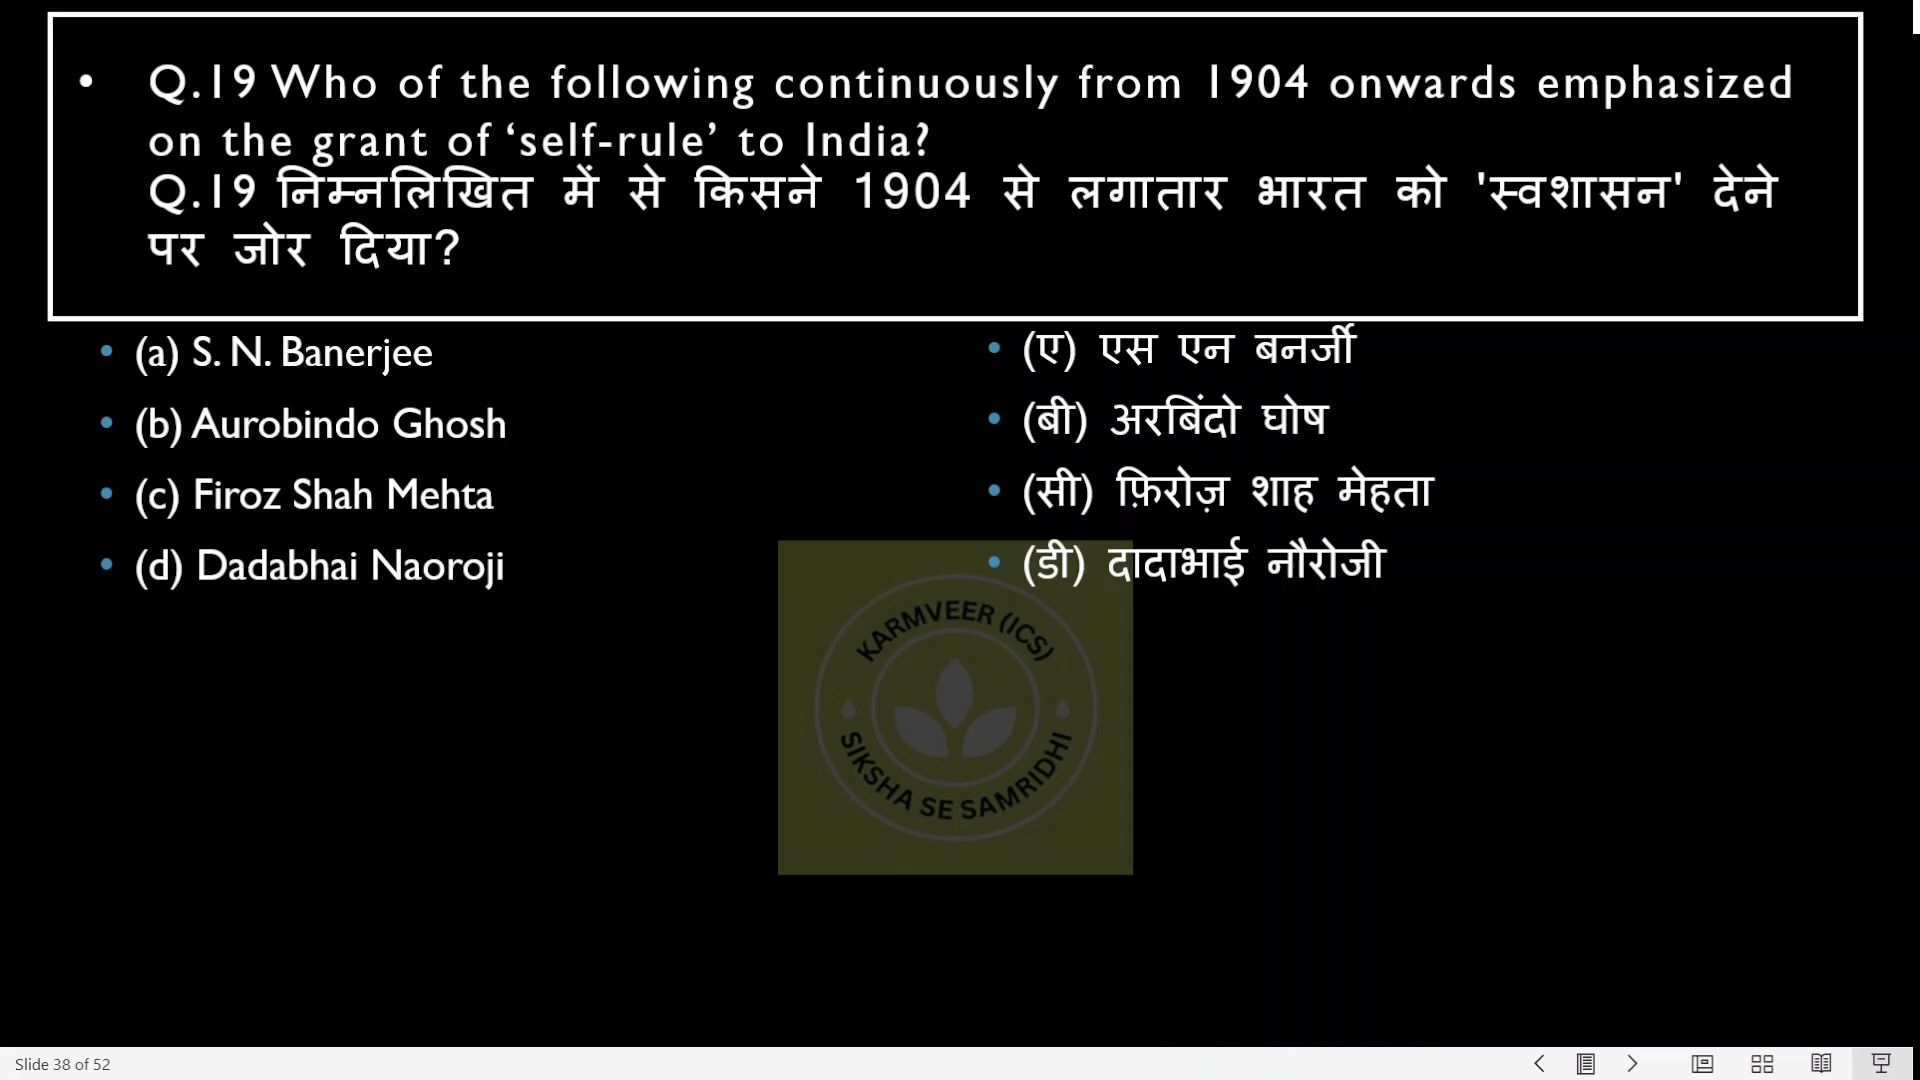 • Q.19 Who of the following continuously from 1904 onwards emphasized
on the grant of ‘self-rule’ to India?
Q.19 निम्नलिखित में से किसने 1904 से लगातार भारत को 'स्वशासन' देने
पर जोर दिया?
• (a) S. N. Banerjee
• (b) Aurobindo Ghosh
• (c) Firoz Shah Mehta
• (d) Dadabhai Naoroji
• (ए) एस एन बनर्जी
• (बी) अरबिंदो घोष
• (सी) फ़िरोज़ शाह मेहता
• (डी) दादाभाई नौरोजी
KARMVEER (ICS)
SIKSHA SE SAMRIDHI
Slide 38 of 52